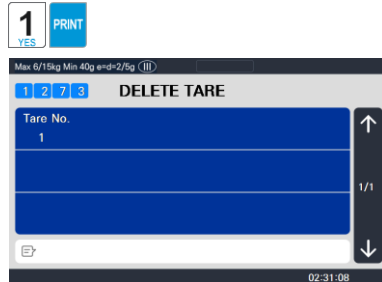 1 PRINT
YES
Max 6/15kg Min 40g e=d=2/5g III
1 2 7 3 DELETE TARE
Tare No.
1
1/1
02:31:08